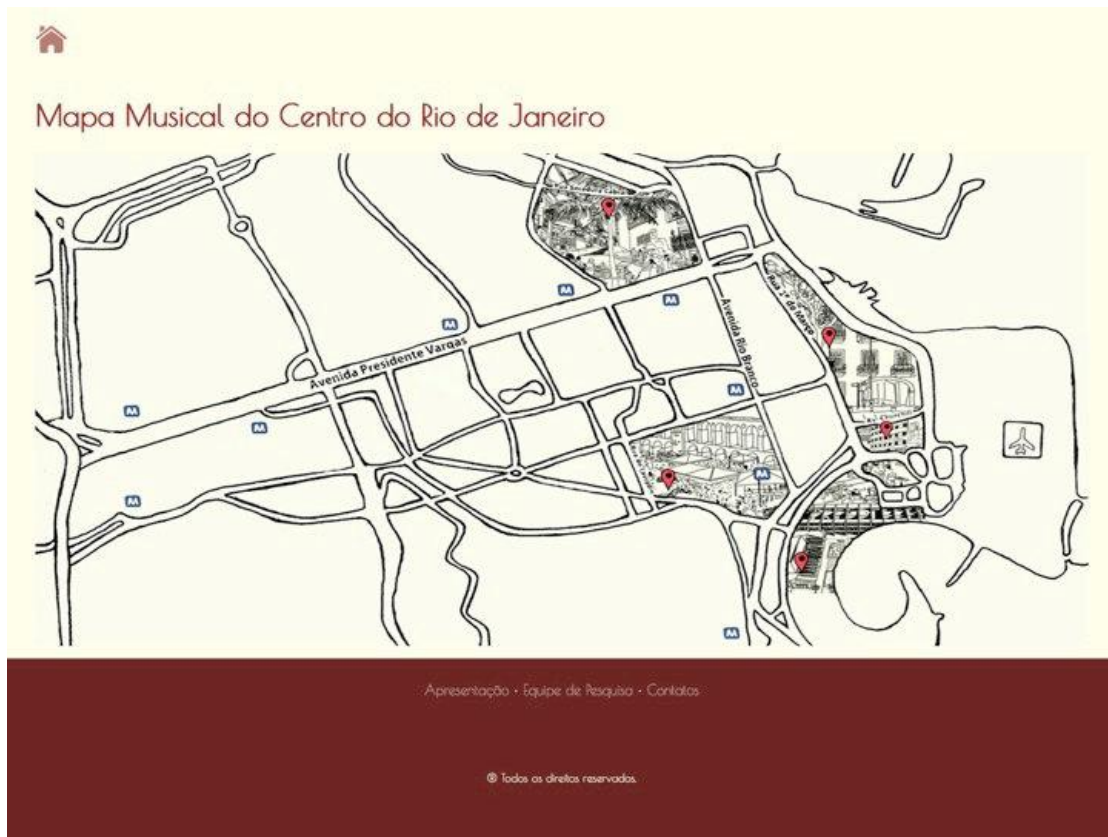 Mapa Musical do Centro do Rio de Janeiro
Avenida Presidente Vargas
Avenida Rio Branco
Rua 1º de Março
M
M
M
M
M
M
M
M
M
Apresentação • Equipe de Pesquisa • Contatos
® Todos os direitos reservados.